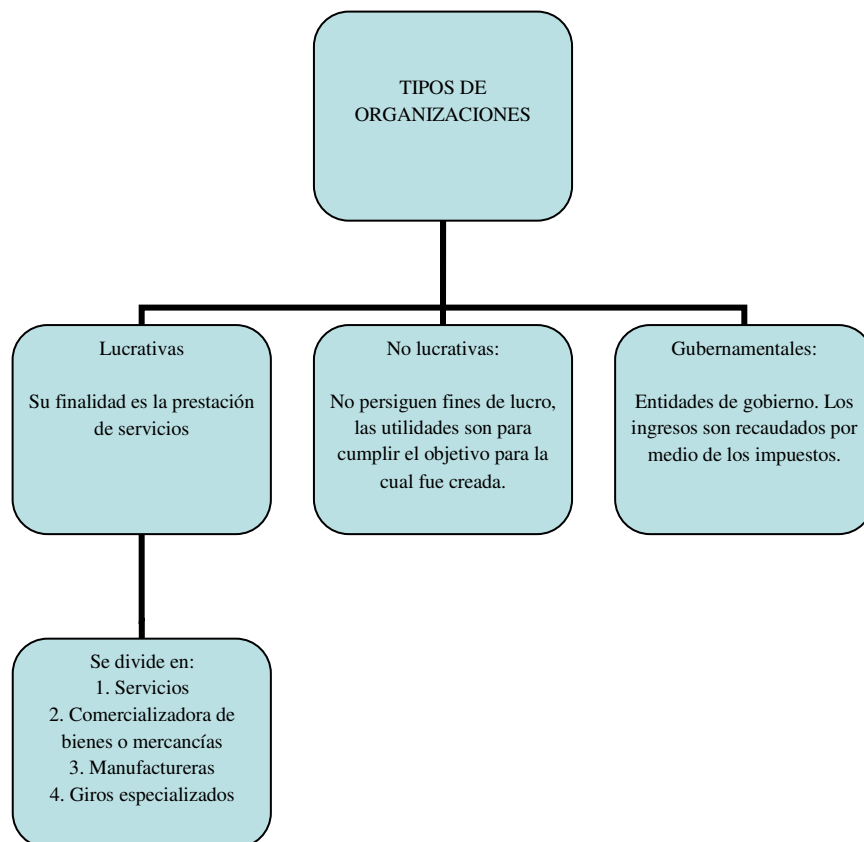 TIPOS DE
ORGANIZACIONES
Lucrativas
Su finalidad es la prestación
de servicios
No lucrativas:
No persiguen fines de lucro,
las utilidades son para
cumplir el objetivo para la
cual fue creada.
Gubernamentales:
Entidades de gobierno. Los
ingresos son recaudados por
medio de los impuestos.
Se divide en:
1. Servicios
2. Comercializadora de
bienes o mercancías
3. Manufactureras
4. Giros especializados